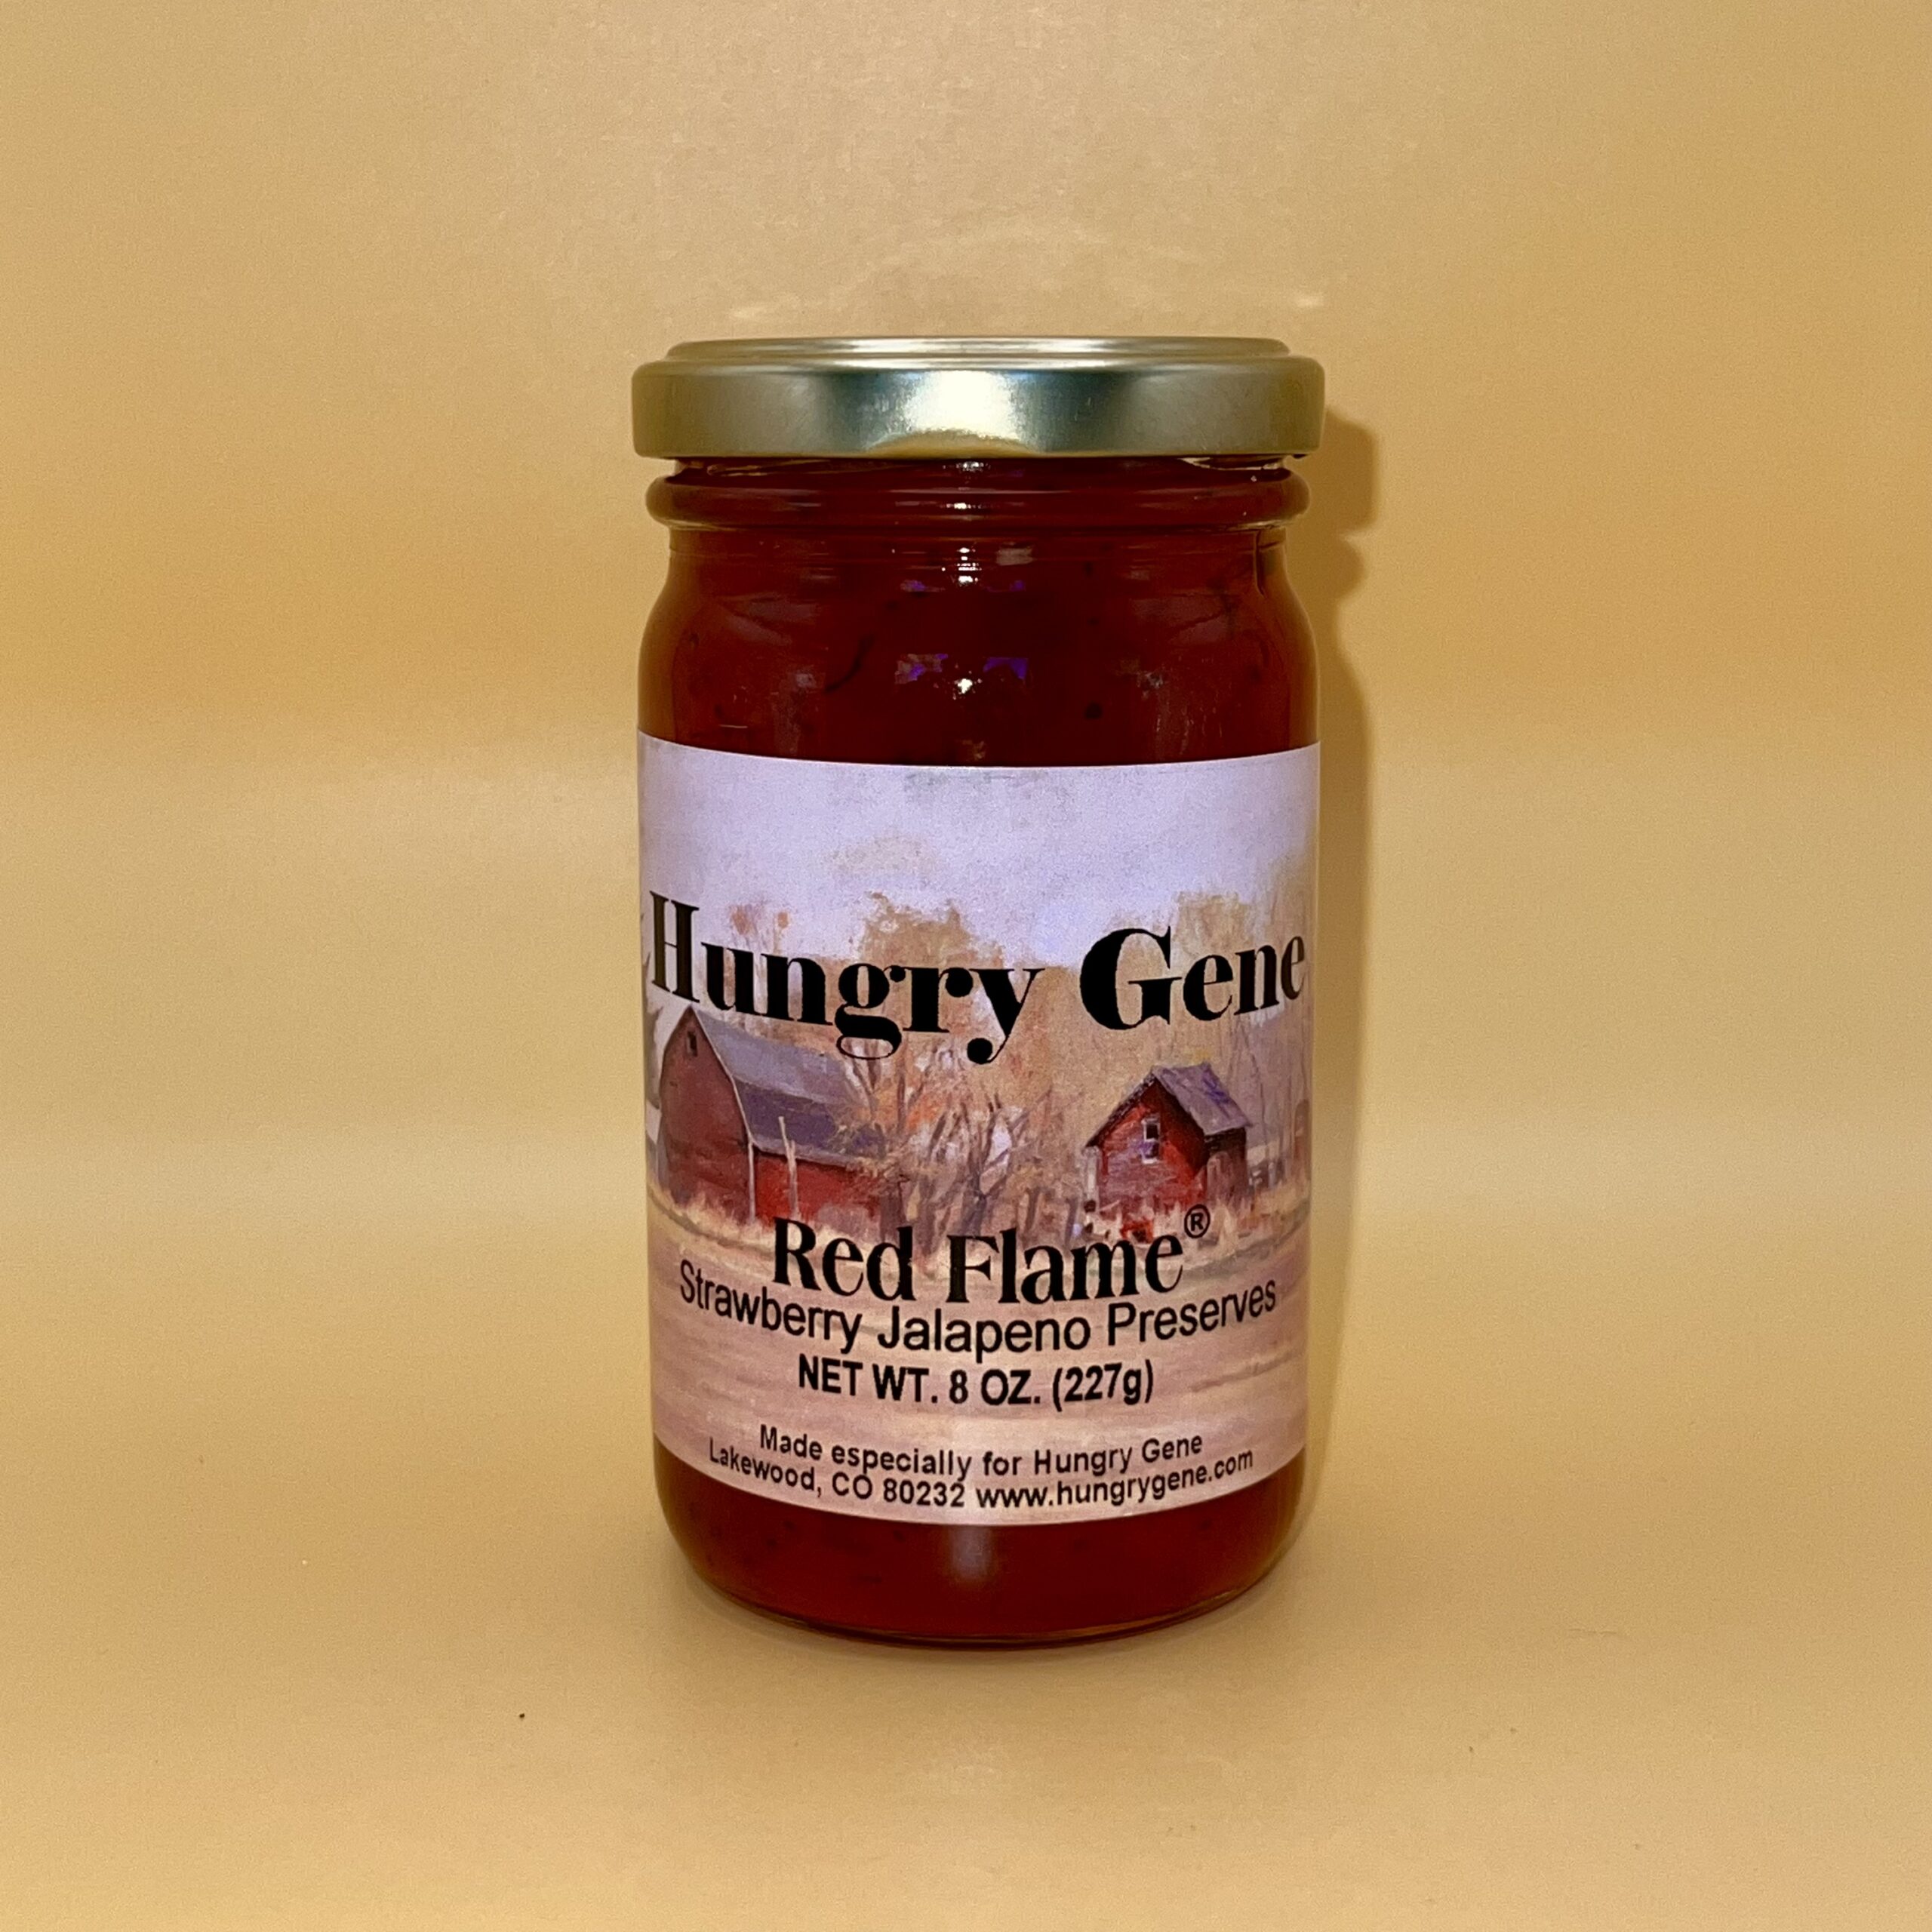 Hungry Gene
Red Flame®
Strawberry Jalapeno Preserves
NET WT. 8 OZ. (227g)
Made especially for Hungry Gene
Lakewood, CO 80232 www.hungrygene.com